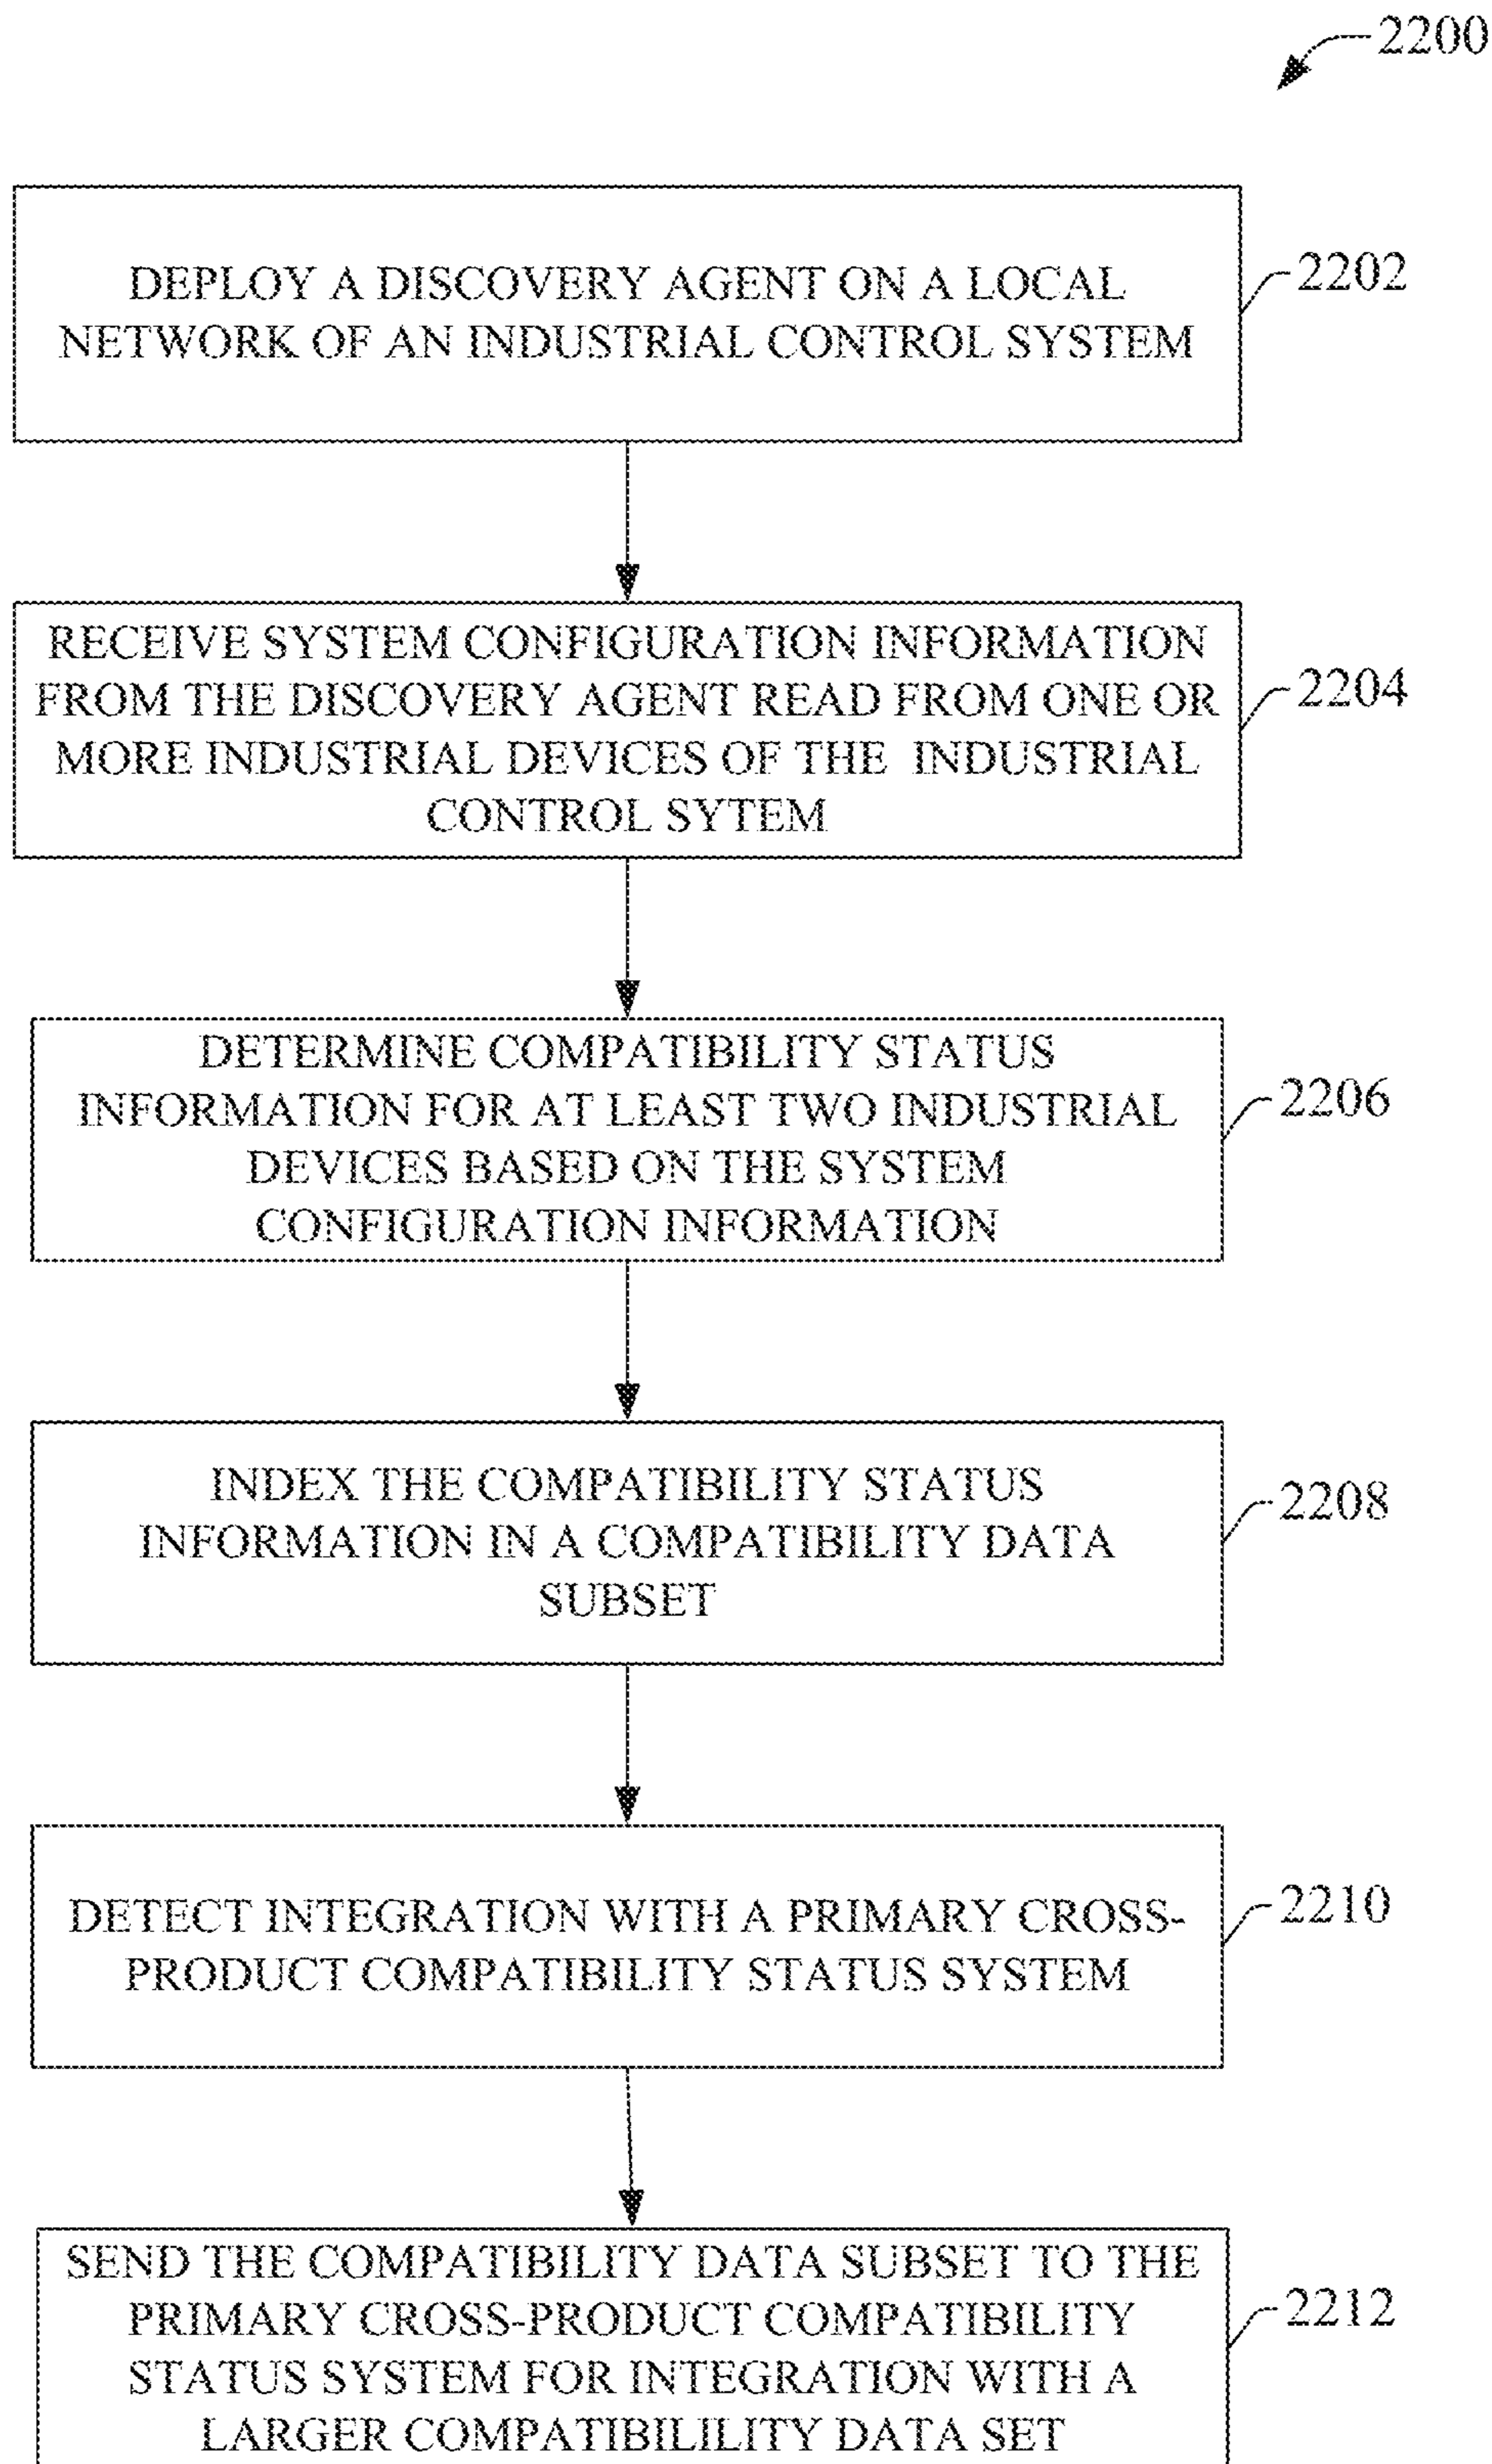 2200
DEPLOY A DISCOVERY AGENT ON A LOCAL
NETWORK OF AN INDUSTRIAL CONTROL SYSTEM
2202
RECEIVE SYSTEM CONFIGURATION INFORMATION
FROM THE DISCOVERY AGENT READ FROM ONE OR
MORE INDUSTRIAL DEVICES OF THE INDUSTRIAL
CONTROL SYTEM
2204
DETERMINE COMPATIBILITY STATUS
INFORMATION FOR AT LEAST TWO INDUSTRIAL
DEVICES BASED ON THE SYSTEM
CONFIGURATION INFORMATION
2206
INDEX THE COMPATIBILITY STATUS
INFORMATION IN A COMPATIBILITY DATA
SUBSET
2208
DETECT INTEGRATION WITH A PRIMARY CROSS-
PRODUCT COMPATIBILITY STATUS SYSTEM
2210
SEND THE COMPATIBILITY DATA SUBSET TO THE
PRIMARY CROSS-PRODUCT COMPATIBILITY
STATUS SYSTEM FOR INTEGRATION WITH A
LARGER COMPATIBILILITY DATA SET
2212